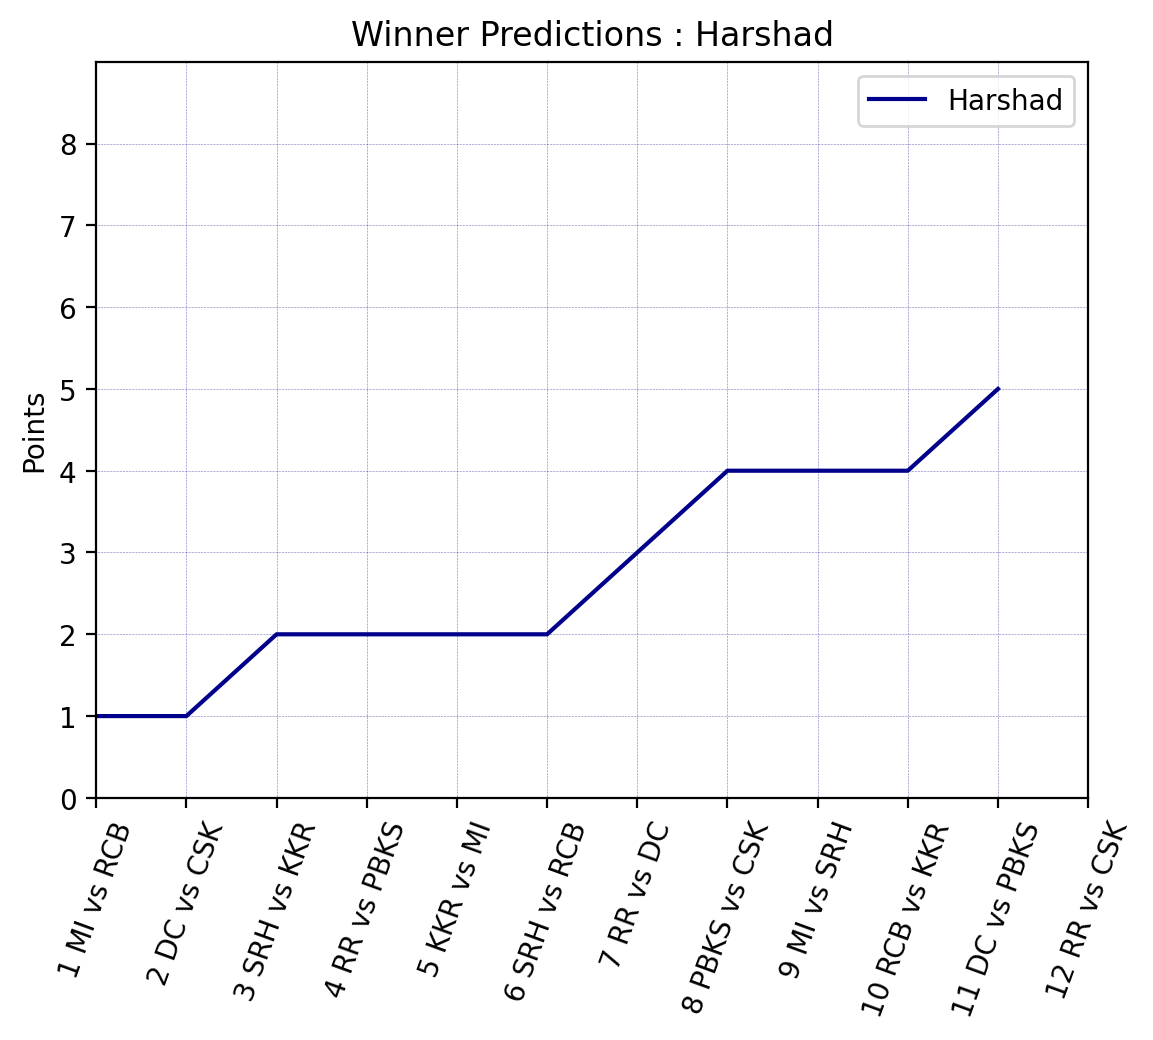 Winner Predictions : Harshad
Harshad
Points
8
7
6
5
4
3
2
1
0
1 MI vs RCB
2 DC vs CSK
3 SRH vs KKR
4 RR vs PBKS
5 KKR vs MI
6 SRH vs RCB
7 RR vs DC
8 PBKS vs CSK
9 MI vs SRH
10 RCB vs KKR
11 DC vs PBKS
12 RR vs CSK